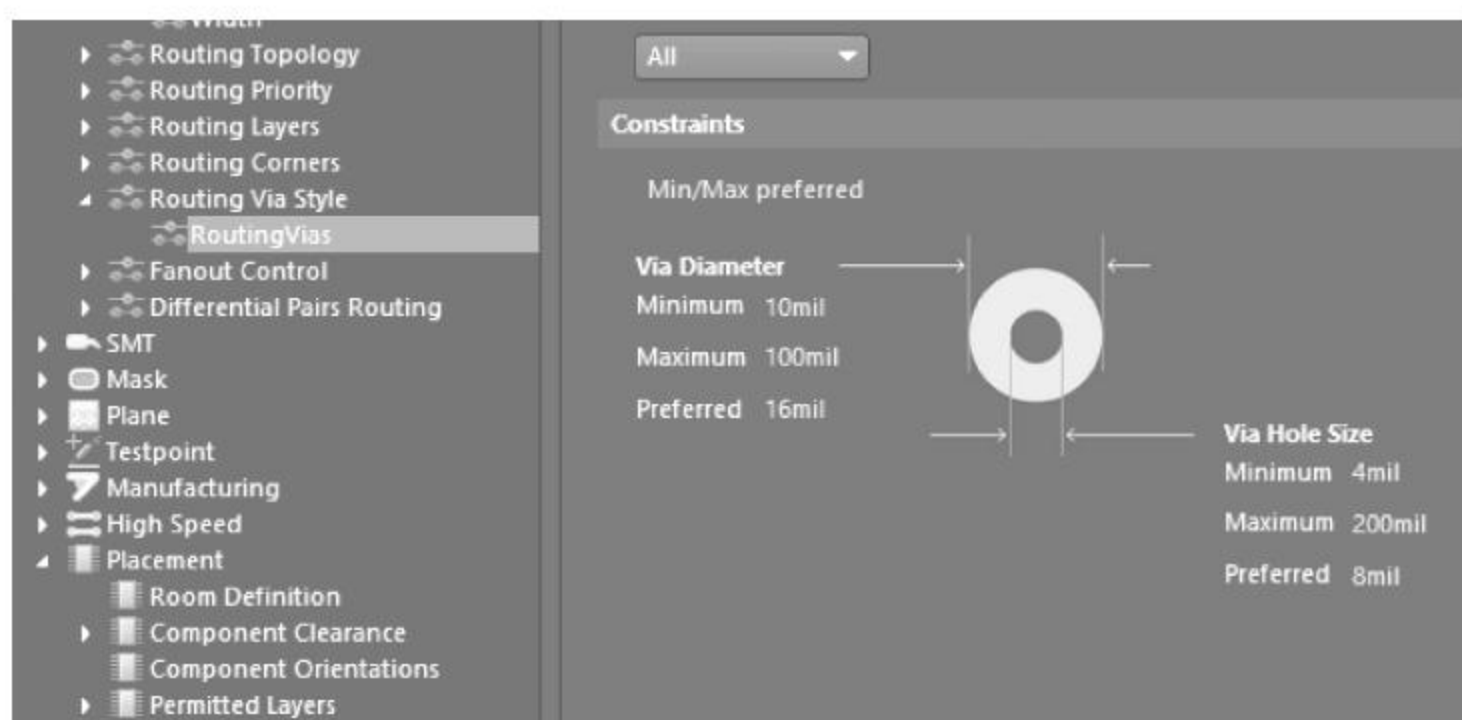 Width
Routing Topology
Routing Priority
Routing Layers
Routing Corners
Routing Via Style
RoutingVias
Fanout Control
Differential Pairs Routing
SMT
Mask
Plane
Testpoint
Manufacturing
High Speed
Placement
Room Definition
Component Clearance
Component Orientations
Permitted Layers
All
Constraints
Min/Max preferred
Via Diameter
Minimum 10mil
Maximum 100mil
Preferred 16mil
Via Hole Size
Minimum 4mil
Maximum 200mil
Preferred 8mil